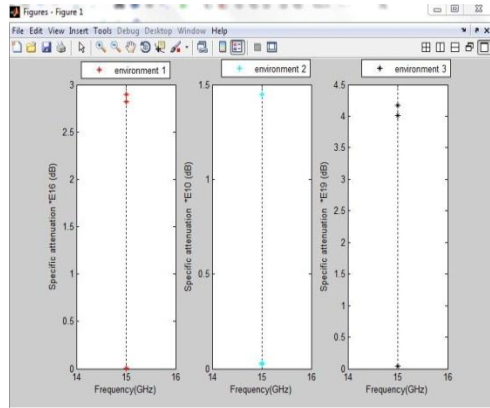 Figures - Figure 1
File Edit View Insert Tools Debug Desktop Window Help
environment 1
environment 2
environment 3
3
2.5
2
1.5
1
0.5
0
14
15
16
Specific attenuation *E16 (dB)
Frequency(GHz)
1.5
1
0.5
0
14
15
16
Specific attenuation *E10 (dB)
Frequency(GHz)
4.5
4
3.5
3
2.5
2
1.5
1
0.5
0
14
15
16
Specific attenuation *E19 (dB)
Frequency(GHz)